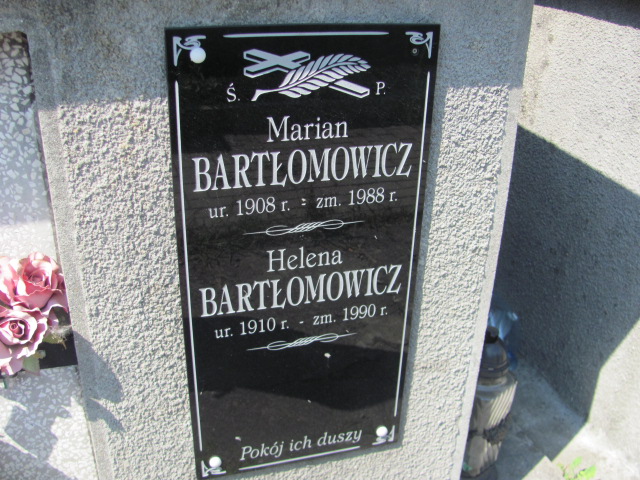 Ś. P.
Marian
BARTŁOMOWICZ
ur. 1908 r. - zm. 1988 r.
Helena
BARTŁOMOWICZ
ur. 1910 r. - zm. 1990 r.
Pokój ich duszy